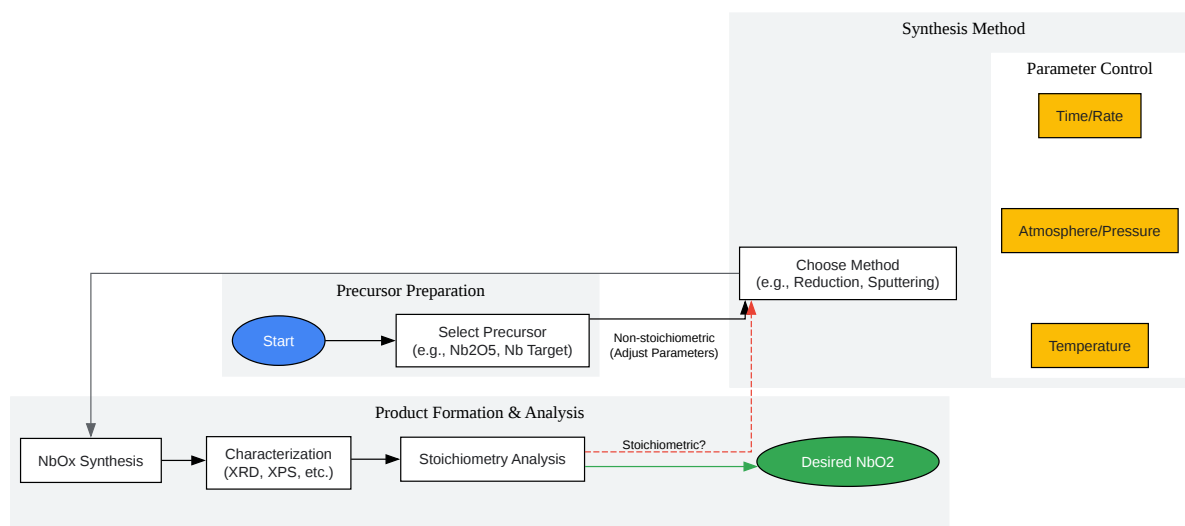 Synthesis Method
Parameter Control
Time/Rate
Atmosphere/Pressure
Choose Method
(e.g., Reduction, Sputtering)
Precursor Preparation
Start
Select Precursor
(e.g., Nb2O5, Nb Target)
Non-stoichiometric
(Adjust Parameters)
Temperature
Product Formation & Analysis
NbOx Synthesis
Characterization
(XRD, XPS, etc.)
Stoichiometry Analysis
Stoichiometric?
Desired NbO2